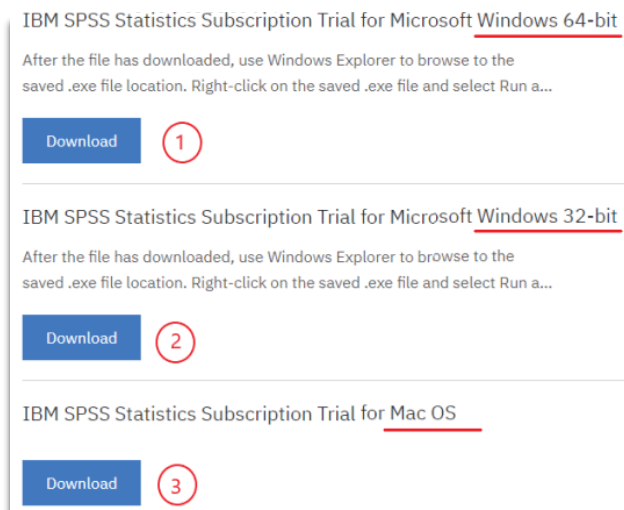 IBM SPSS Statistics Subscription Trial for Microsoft Windows 64-bit
After the file has downloaded, use Windows Explorer to browse to the
saved .exe file location. Right-click on the saved .exe file and select Run a...
Download
1
IBM SPSS Statistics Subscription Trial for Microsoft Windows 32-bit
After the file has downloaded, use Windows Explorer to browse to the
saved .exe file location. Right-click on the saved .exe file and select Run a...
Download
2
IBM SPSS Statistics Subscription Trial for Mac OS
Download
3